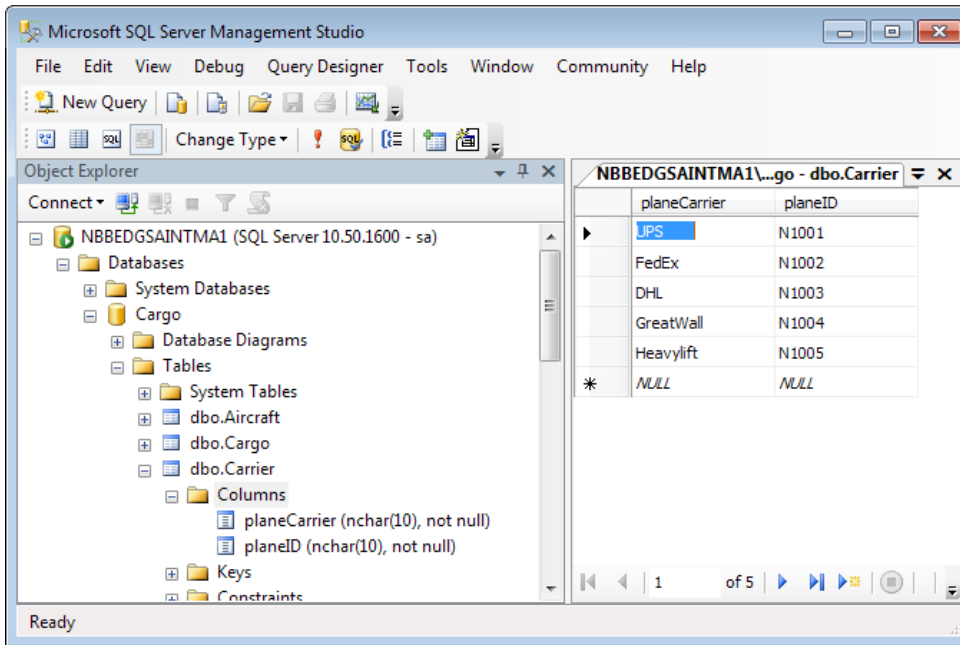 Microsoft SQL Server Management Studio
File Edit View Debug Query Designer Tools Window Community Help
New Query
SQL Change Type SQL
Object Explorer
Connect
NBBEDGSAINTMA1 (SQL Server 10.50.1600 - sa)
Databases
System Databases
Cargo
Database Diagrams
Tables
System Tables
dbo.Aircraft
dbo.Cargo
dbo.Carrier
Columns
planeCarrier (nchar(10), not null)
planeID (nchar(10), not null)
Keys
Constraints
NBBEDGSAINTMA1\...go - dbo.Carrier
planeCarrier planeID
UPS N1001
FedEx N1002
DHL N1003
GreatWall N1004
Heavylift N1005
NULL NULL
1 of 5
Ready